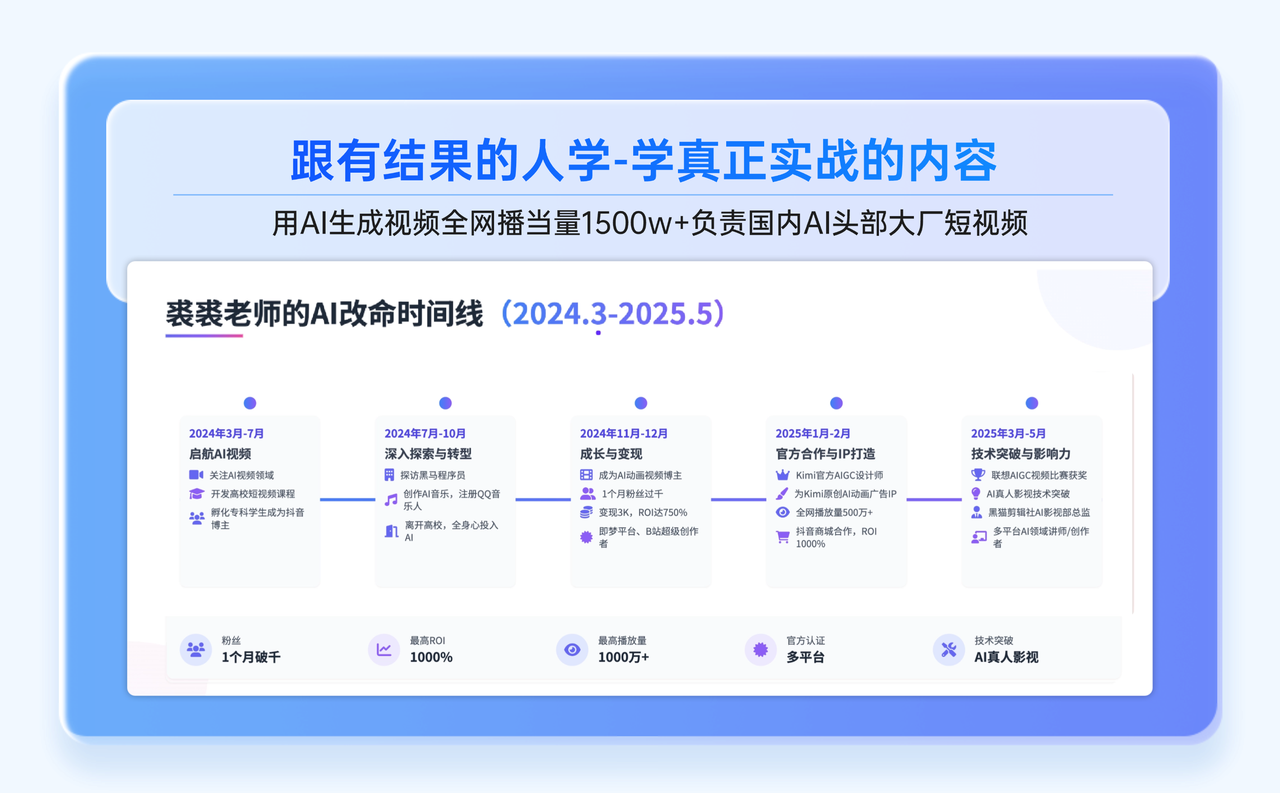 跟有结果的人学-学真正实战的内容
用AI生成视频全网播当量1500w+负责国内AI头部大厂短视频
裘裘老师的AI改命时间线（2024.3-2025.5）
2024年3月-7月
启航AI视频
关注AI视频领域
开发高校短视频课程
孵化专科学生成为抖音
博主
2024年7月-10月
深入探索与转型
探访黑马程序员
创作AI音乐，注册QQ音
乐人
离开高校，全身心投入
AI
2024年11月-12月
成长与变现
成为AI动画视频博主
1个月粉丝过千
变现3K，ROI达750%
即梦平台、B站超级创作
者
2025年1月-2月
官方合作与IP打造
Kimi官方AIGC设计师
为Kimi原创AI动画广告IP
全网播放量500万+
抖音商城合作，ROI
1000%
2025年3月-5月
技术突破与影响力
联想AIGC视频比赛获奖
AI真人影视技术突破
黑猫剪辑社AI影视部总监
多平台AI领域讲师/创作
者
粉丝
1个月破千
最高ROI
1000%
最高播放量
1000万+
官方认证
多平台
技术突破
AI真人影视